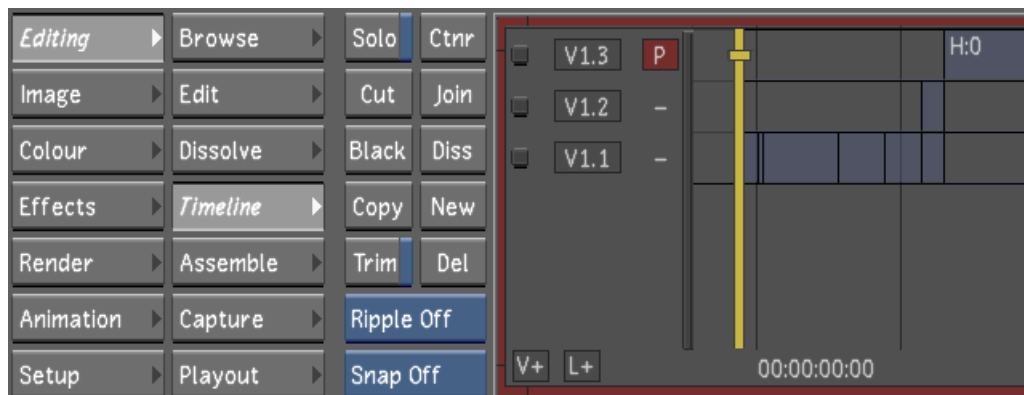 Editing Browse Solo Ctnr
Image Edit Cut Join
Colour Dissolve Black Diss
Effects Timeline Copy New
Render Assemble Trim Del
Animation Capture Ripple Off
Setup Playout Snap Off
V1.3 P H:0
V1.2 –
V1.1 –
V+ L+ 00:00:00:00